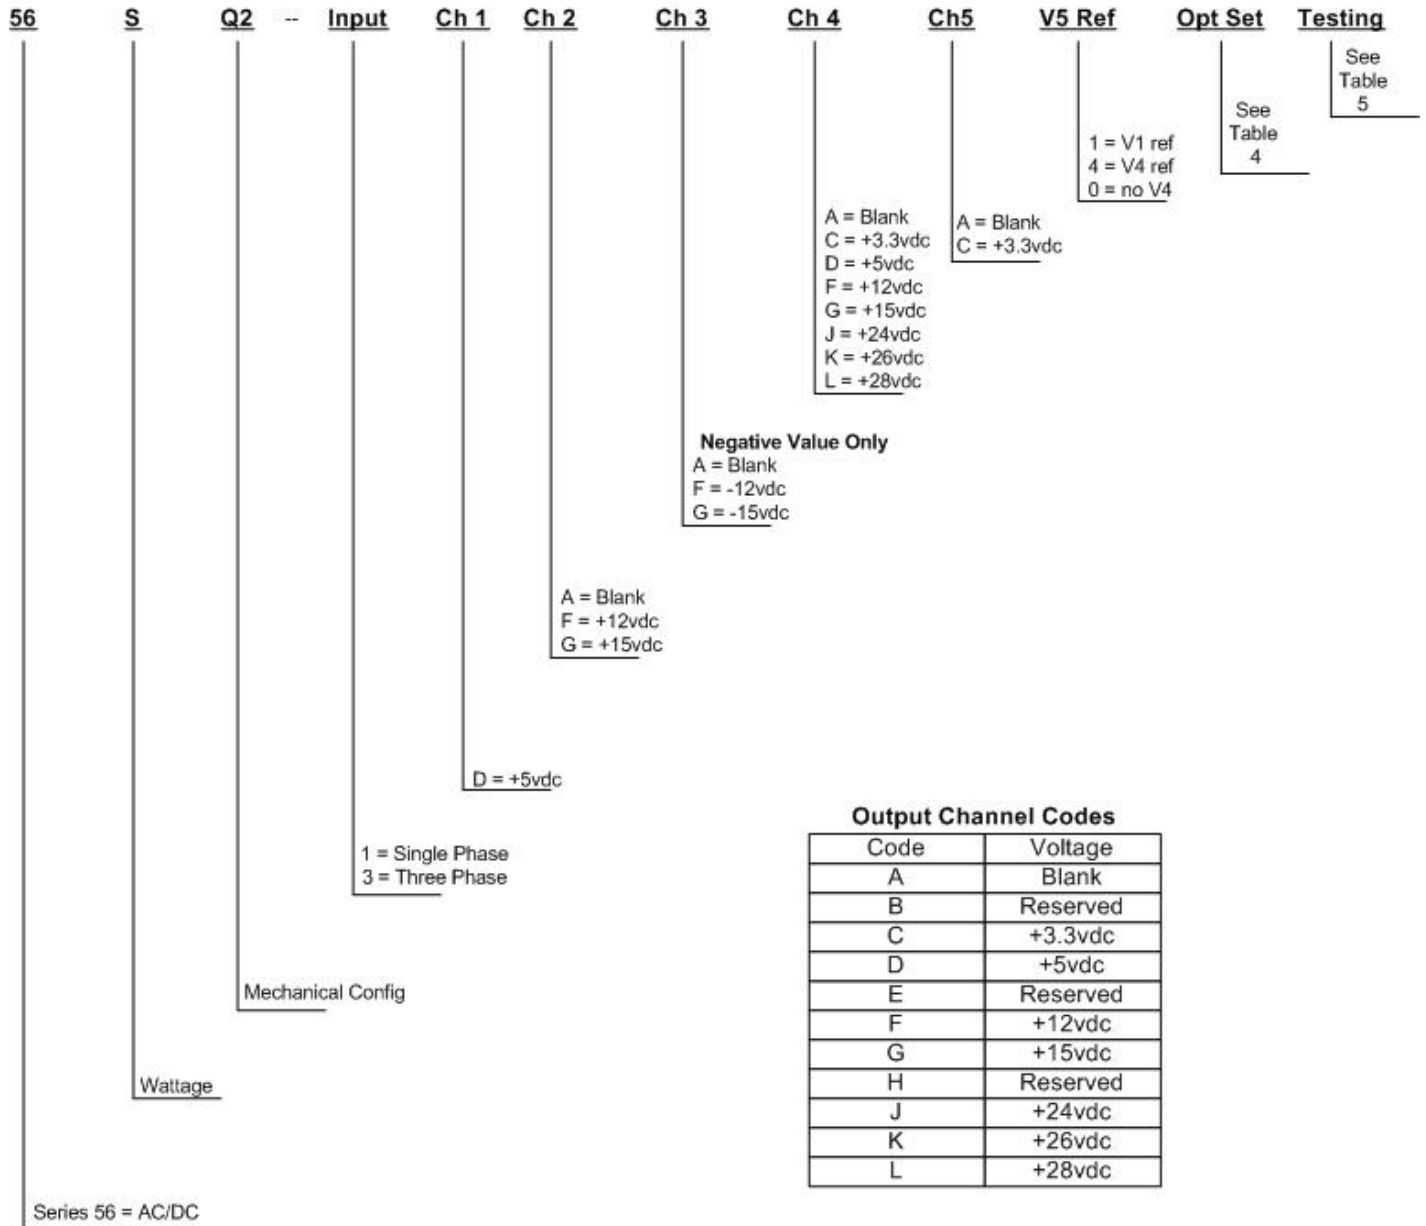 56 S Q2 -- Input Ch 1 Ch 2 Ch 3 Ch 4 Ch5 V5 Ref Opt Set Testing
See
Table
5
See
Table
4
1 = V1 ref
4 = V4 ref
0 = no V4
A = Blank
C = +3.3vdc
A = Blank
C = +3.3vdc
D = +5vdc
F = +12vdc
G = +15vdc
J = +24vdc
K = +26vdc
L = +28vdc
Negative Value Only
A = Blank
F = -12vdc
G = -15vdc
A = Blank
F = +12vdc
G = +15vdc
D = +5vdc
1 = Single Phase
3 = Three Phase
Mechanical Config
Wattage
Series 56 = AC/DC
Output Channel Codes
Code Voltage
A Blank
B Reserved
C +3.3vdc
D +5vdc
E Reserved
F +12vdc
G +15vdc
H Reserved
J +24vdc
K +26vdc
L +28vdc